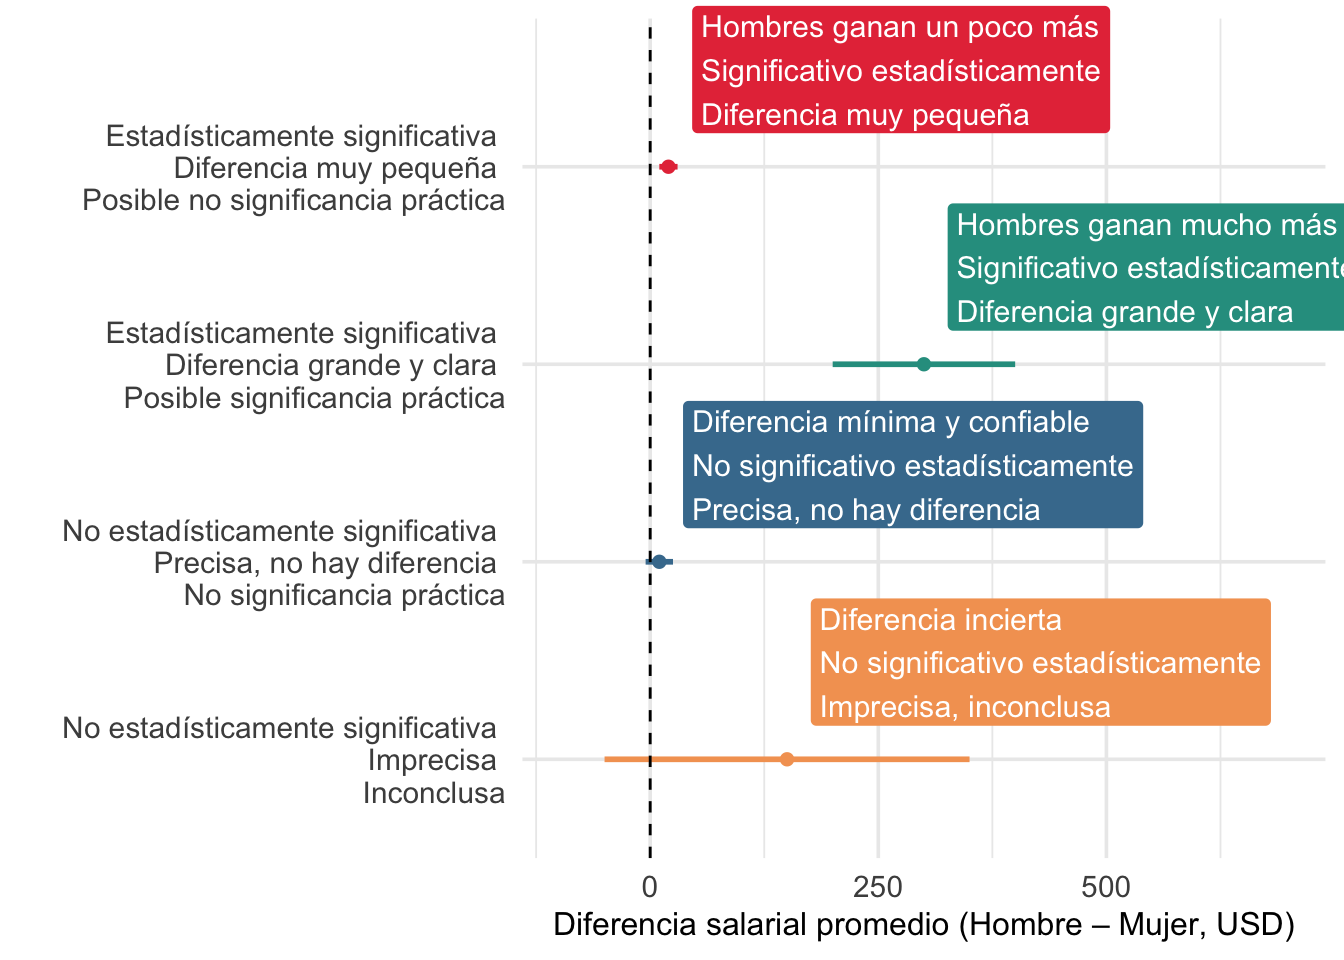 Hombres ganan un poco más
Significativo estadísticamente
Diferencia muy pequeña
Estadísticamente significativa
Diferencia muy pequeña
Posible no significancia práctica
Hombres ganan mucho más
Significativo estadísticamente
Diferencia grande y clara
Estadísticamente significativa
Diferencia grande y clara
Posible significancia práctica
Diferencia mínima y confiable
No significativo estadísticamente
Precisa, no hay diferencia
No estadísticamente significativa
Precisa, no hay diferencia
No significancia práctica
Diferencia incierta
No significativo estadísticamente
Imprecisa, inconclusa
No estadísticamente significativa
Imprecisa
Inconclusa
0 250 500
Diferencia salarial promedio (Hombre – Mujer, USD)